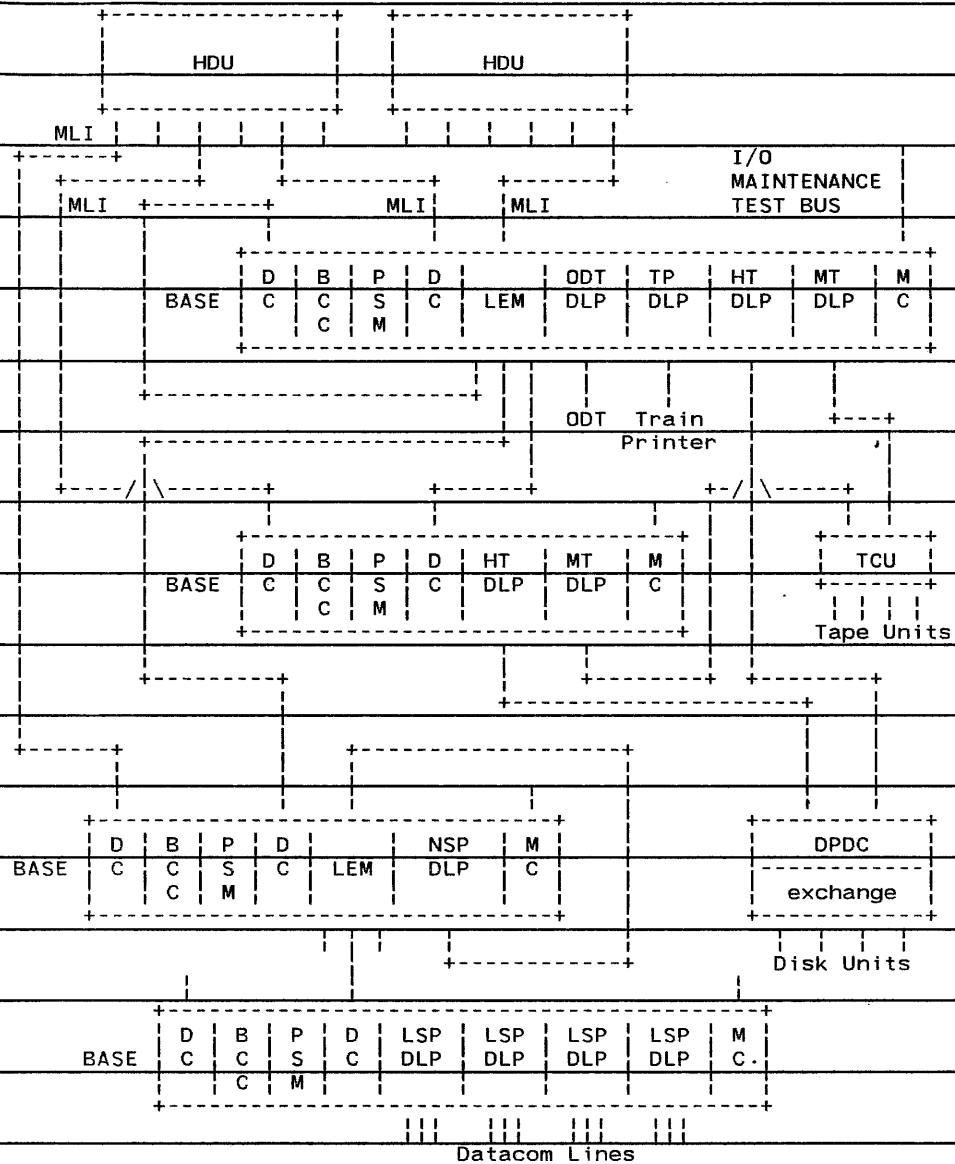 HDU HDU
MLI
I/O
MAINTENANCE
MLI MLI MLI TEST BUS
D B P D ODT TP HT MT M
BASE C C S C LEM DLP DLP DLP DLP C
C M
ODT Train
Printer
D B P D HT MT M TCU
BASE C C S C DLP DLP C
C M
Tape Units
D B P D NSP M DPDC
BASE C C S C LEM DLP C
C M exchange
Disk Units
D B P D LSP LSP LSP LSP M
BASE C C S C DLP DLP DLP DLP C.
C M
Datacom Lines